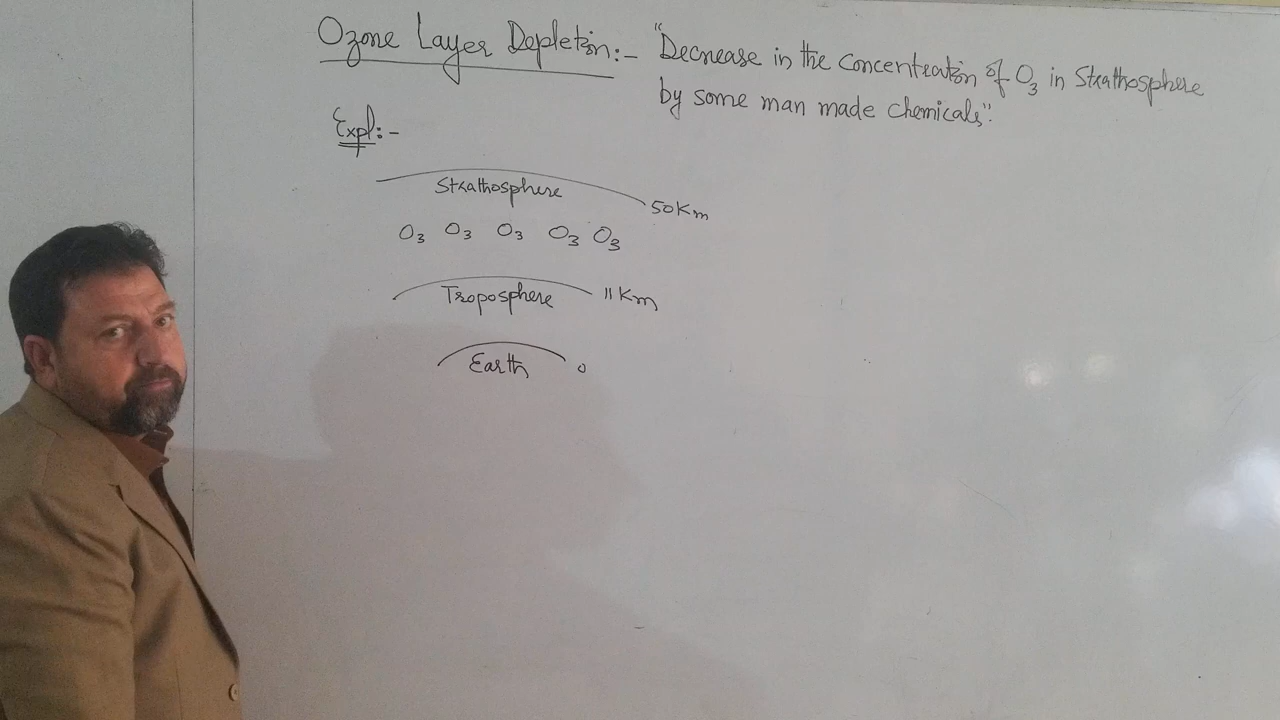 Ozone Layer Depletion:- "Decrease in the Concentration of O₃ in Strathosphere
by some man made chemicals".
Expl:-
Strathosphere
50Km
O₃ O₃ O₃ O₃ O₃
Troposphere 11Km
Earth 0